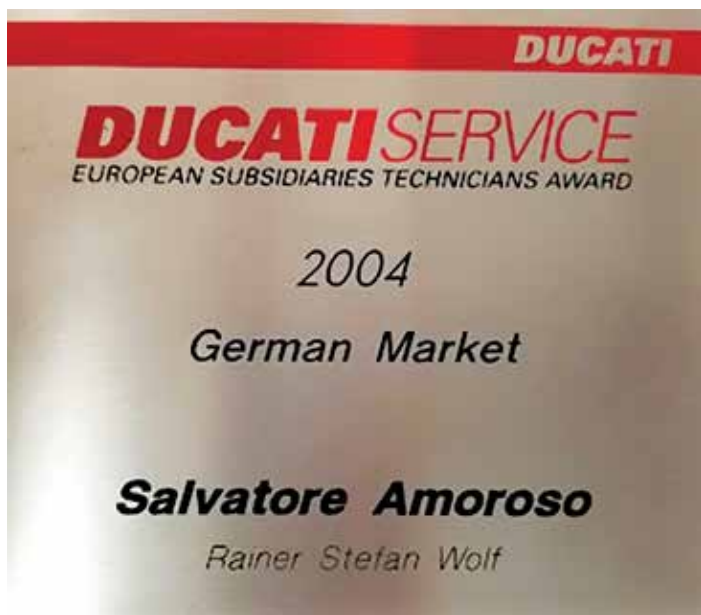 DUCATI
DUCATISERVICE
EUROPEAN SUBSIDIARIES TECHNICIANS AWARD
2004
German Market
Salvatore Amoroso
Rainer Stefan Wolf